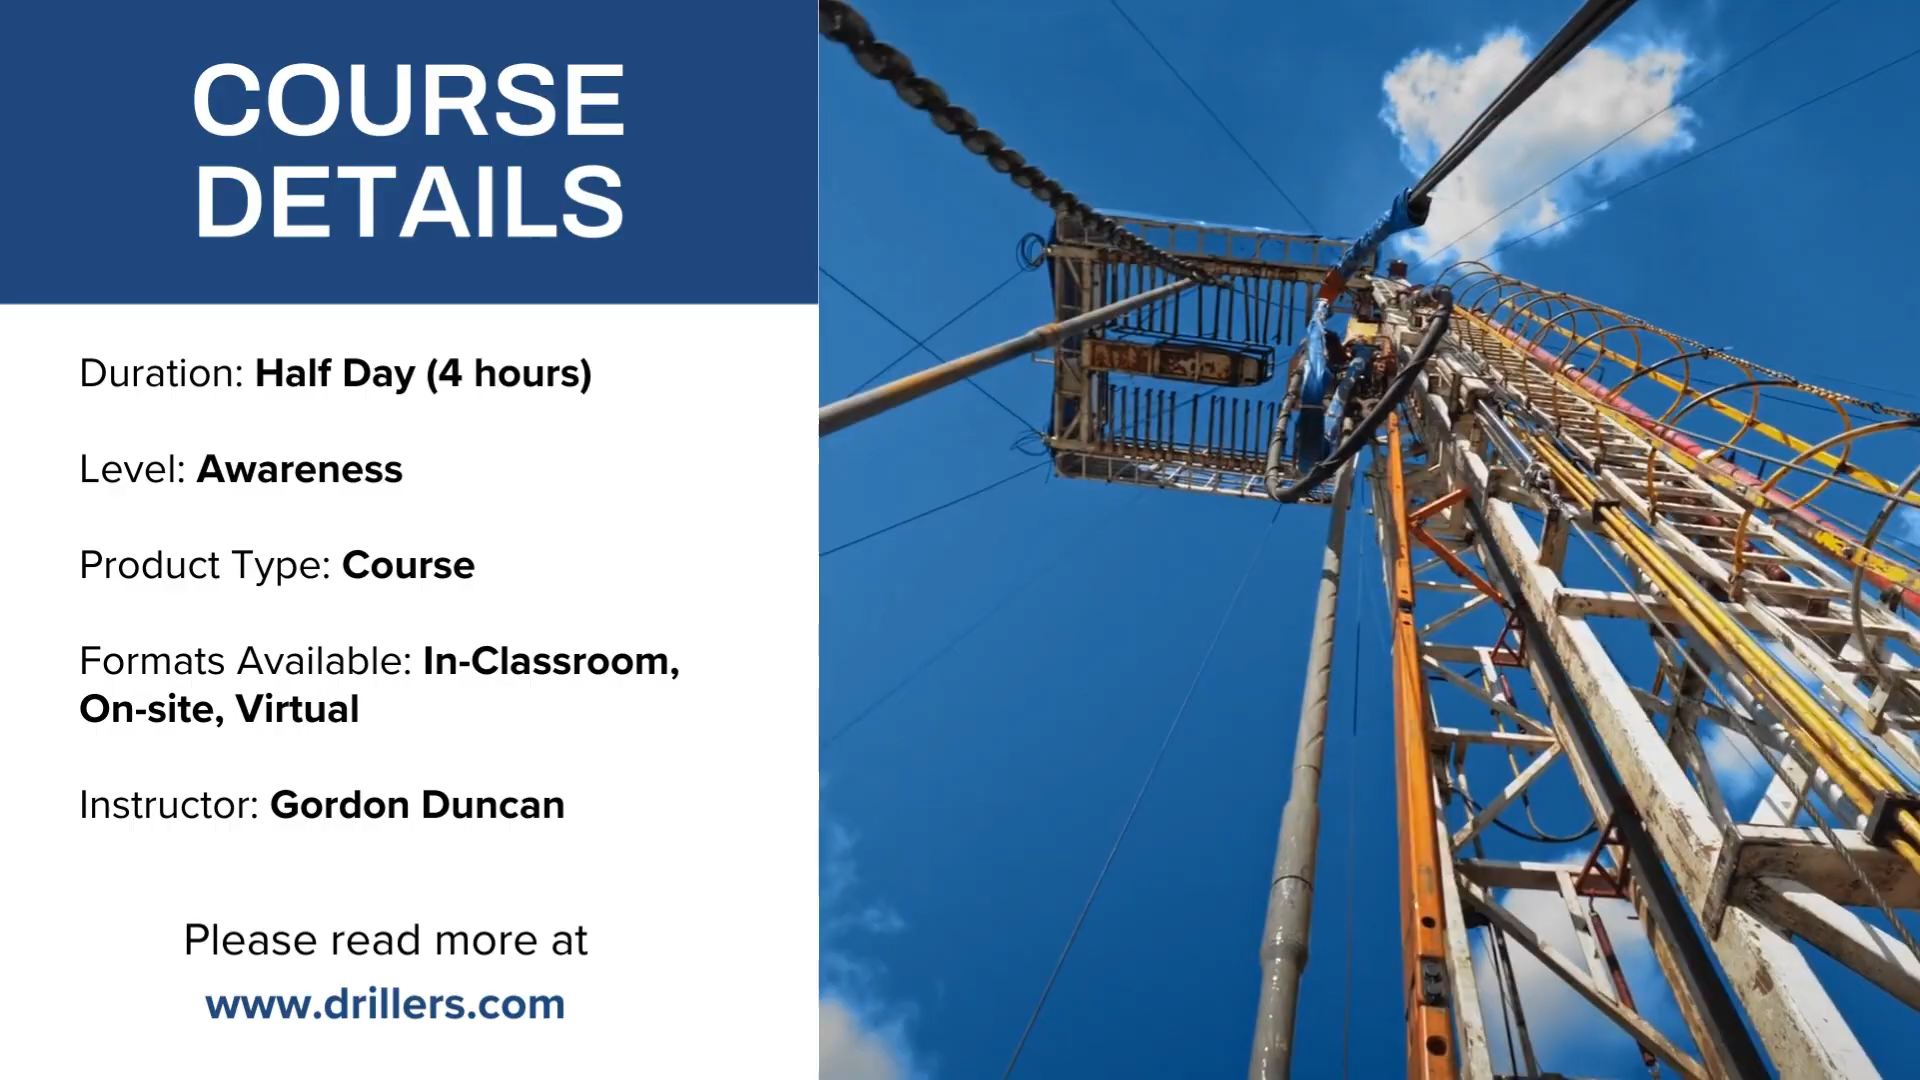 COURSE
DETAILS
Duration: Half Day (4 hours)
Level: Awareness
Product Type: Course
Formats Available: In-Classroom,
On-site, Virtual
Instructor: Gordon Duncan
Please read more at
www.drillers.com